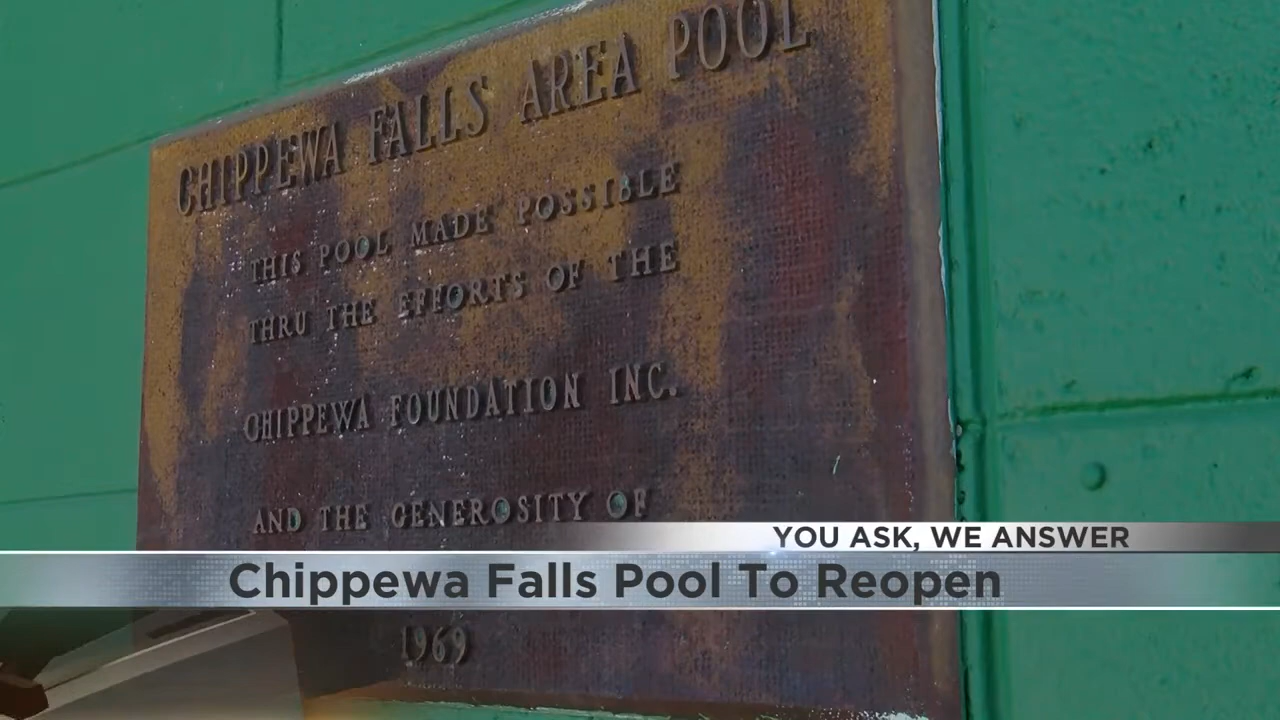 CHIPPEWA FALLS AREA POOL
THIS POOL MADE POSSIBLE
THRU THE EFFORTS OF THE
CHIPPEWA FOUNDATION INC.
AND THE GENEROSITY OF
YOU ASK, WE ANSWER
Chippewa Falls Pool To Reopen
1969